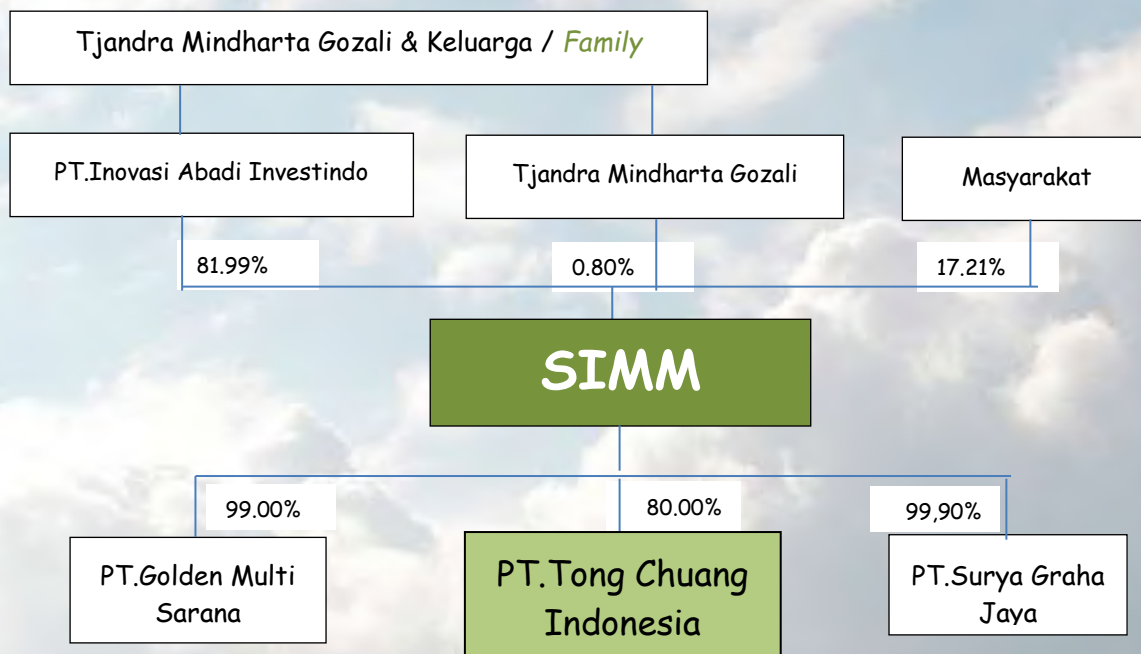 Tjandra Mindharta Gozali & Keluarga / Family
PT.Inovasi Abadi Investindo
Tjandra Mindharta Gozali
Masyarakat
81.99%
0.80%
17.21%
SIMM
99.00%
80.00%
99,90%
PT.Golden Multi
Sarana
PT.Tong Chuang
Indonesia
PT.Surya Graha
Jaya